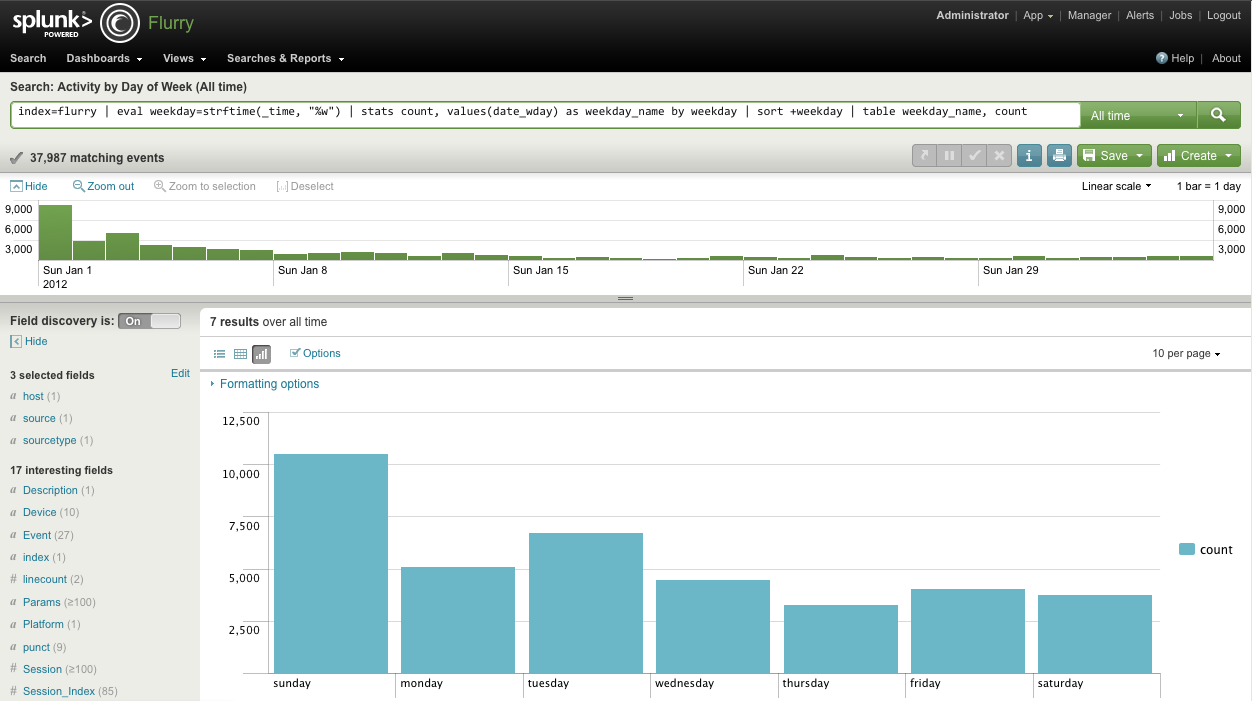 splunk>
POWERED
Flurry
Administrator | App | Manager | Alerts | Jobs | Logout
Search Dashboards Views Searches & Reports
Help | About
Search: Activity by Day of Week (All time)
index=flurry | eval weekday=strftime(_time, "%w") | stats count, values(date_wday) as weekday_name by weekday | sort +weekday | table weekday_name, count
All time
37,987 matching events
i Save Create
Hide Zoom out Zoom to selection [...] Deselect
Linear scale 1 bar = 1 day
9,000 9,000
6,000 6,000
3,000 3,000
Sun Jan 1 Sun Jan 8 Sun Jan 15 Sun Jan 22 Sun Jan 29
2012
Field discovery is: On
Hide
3 selected fields Edit
a host (1)
a source (1)
a sourcetype (1)
17 interesting fields
a Description (1)
a Device (10)
a Event (27)
a index (1)
# linecount (2)
a Params (≥100)
a Platform (1)
a punct (9)
# Session (≥100)
# Session_Index (85)
7 results over all time
Options
10 per page
Formatting options
12,500
10,000
7,500
5,000
2,500
sunday monday tuesday wednesday thursday friday saturday
count